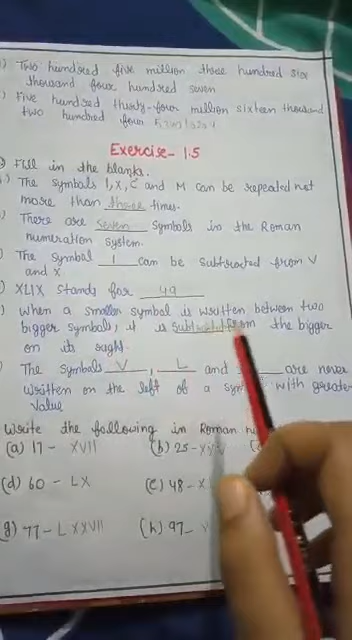 Two hundred five million three hundred six
thousand four hundred seven
Five hundred thirty-four million sixteen thousand
two hundred four
Exercise - 1.5
Fill in the blanks.
The symbols I, X, C and M can be repeated not
more than three times.
There are seven symbols in the Roman
numeration system.
The symbol I can be subtracted from V
and X.
XLIX stands for 49
When a smaller symbol is written between two
bigger symbols, it is from the bigger
on its right.
The symbols V, L and are never
written on the left of a with greater
value
Write the following in Roman
(a) 17 - XVII (b) 25 - XXV
(d) 60 - LX (e) 48 - X
(g) 77 - LXXVII (h) 97 -